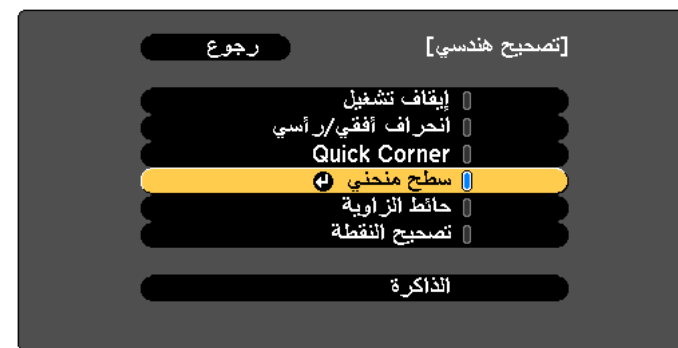 [تصحيح هندسي]
رجوع
إيقاف تشغيل
انحراف أفقي/رأسي
Quick Corner
سطح منحني
حائط الزاوية
تصحيح النقطة
الذاكرة